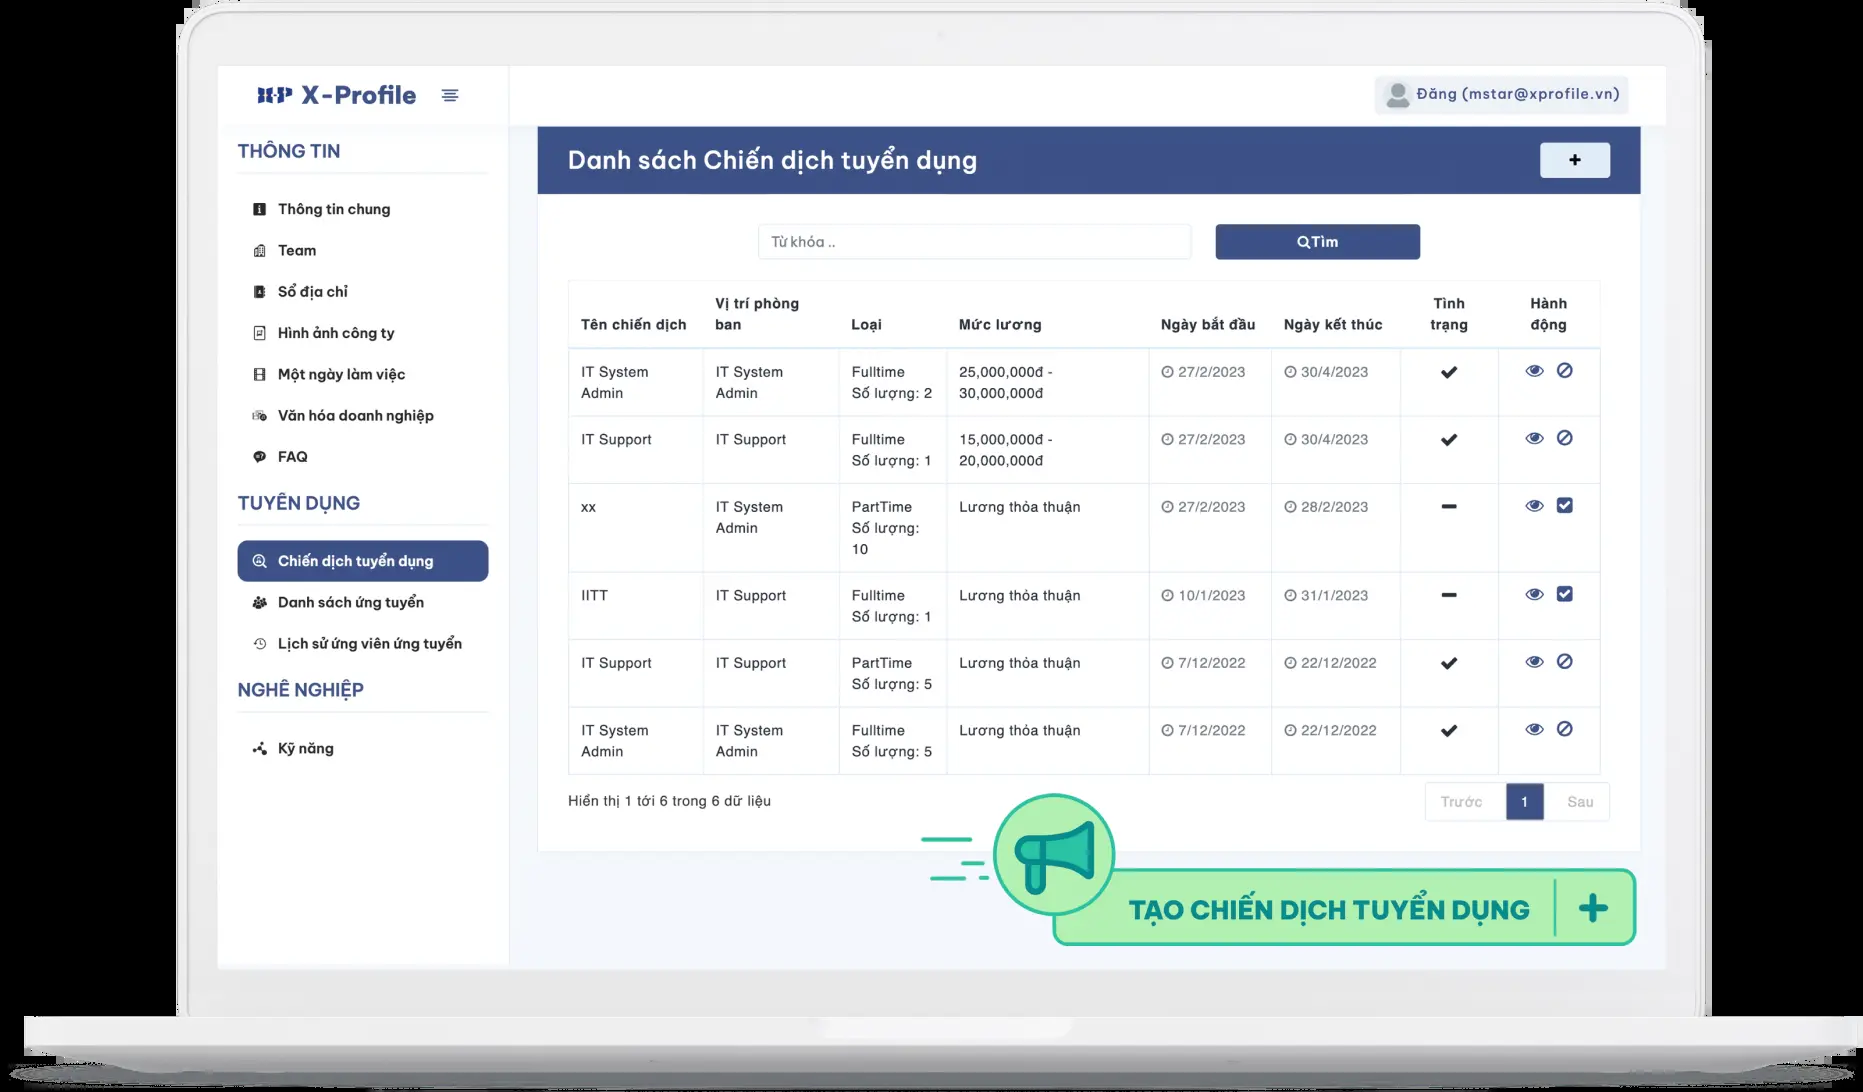 X-Profile
Đăng (mstar@xprofile.vn)
THÔNG TIN
Thông tin chung
Team
Sổ địa chỉ
Hình ảnh công ty
Một ngày làm việc
Văn hóa doanh nghiệp
FAQ
TUYỂN DỤNG
Chiến dịch tuyển dụng
Danh sách ứng tuyển
Lịch sử ứng viên ứng tuyển
NGHỀ NGHIỆP
Kỹ năng
Danh sách Chiến dịch tuyển dụng
+
Từ khóa ..
Tìm
Tên chiến dịch Vị trí phòng ban Loại Mức lương Ngày bắt đầu Ngày kết thúc Tình trạng Hành động
IT System Admin IT System Admin Fulltime Số lượng: 2 25,000,000đ - 30,000,000đ 27/2/2023 30/4/2023
IT Support IT Support Fulltime Số lượng: 1 15,000,000đ - 20,000,000đ 27/2/2023 30/4/2023
xx IT System Admin PartTime Số lượng: 10 Lương thỏa thuận 27/2/2023 28/2/2023
IITT IT Support Fulltime Số lượng: 1 Lương thỏa thuận 10/1/2023 31/1/2023
IT Support IT Support PartTime Số lượng: 5 Lương thỏa thuận 7/12/2022 22/12/2022
IT System Admin IT System Admin Fulltime Số lượng: 5 Lương thỏa thuận 7/12/2022 22/12/2022
Hiển thị 1 tới 6 trong 6 dữ liệu
Trước 1 Sau
TẠO CHIẾN DỊCH TUYỂN DỤNG +